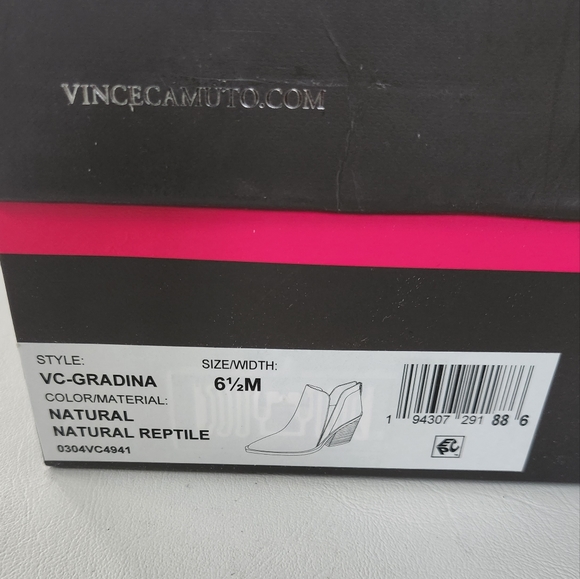 VINCECAMUTO.COM
STYLE:
VC-GRADINA
SIZE/WIDTH:
6½M
COLOR/MATERIAL:
NATURAL
NATURAL REPTILE
0304VC4941
1 94307 291 88 6